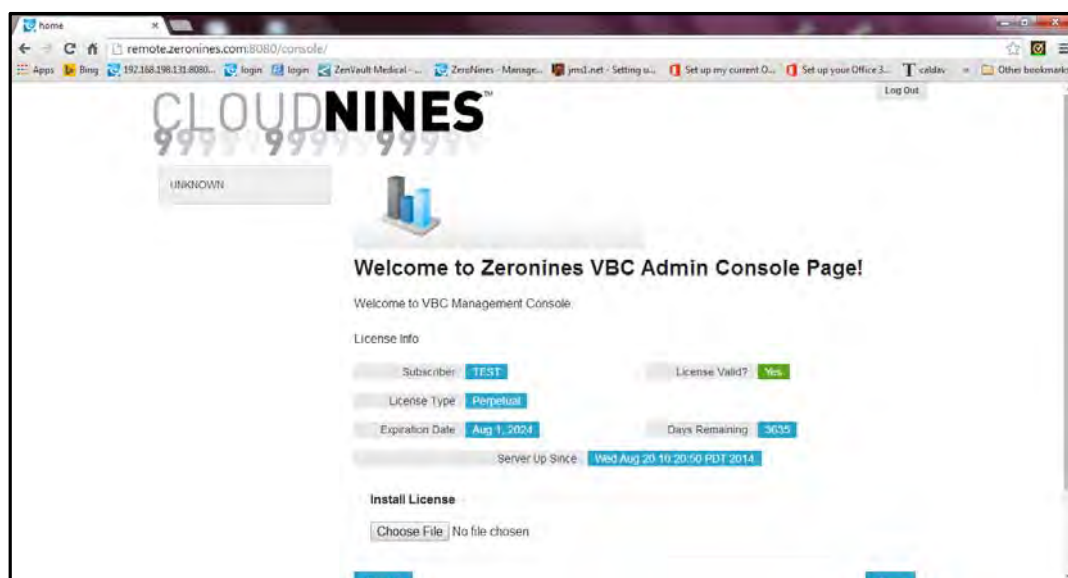 home
remote.zeronines.com:8080/console/
Apps Bing 192.168.198.131:8080... login login ZenVault Medical - ... ZeroNines - Manage... jms1.net - Setting u... Set up my current O... Set up your Office 3... caldav Other bookmarks
Log Out
CLOUDNINES™
99999 9999 99999
UNKNOWN
Welcome to Zeronines VBC Admin Console Page!
Welcome to VBC Management Console
License Info
Subscriber TEST License Valid? Yes
License Type Perpetual
Expiration Date Aug 1, 2024 Days Remaining 3635
Server Up Since Wed Aug 20 10:20:50 PDT 2014
Install License
Choose File No file chosen